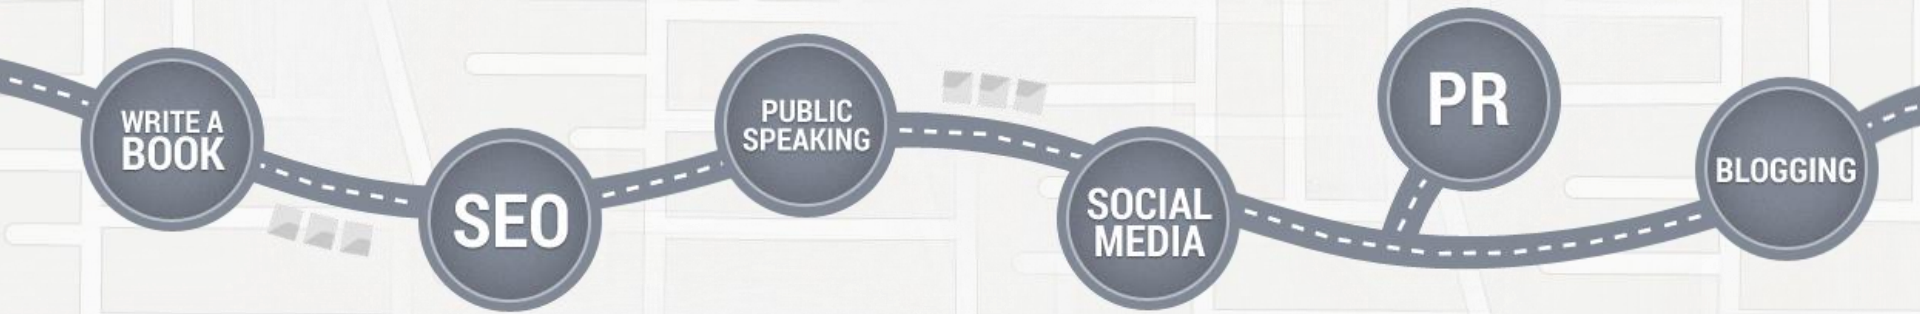 WRITE A
BOOK
SEO
PUBLIC
SPEAKING
SOCIAL
MEDIA
PR
BLOGGING